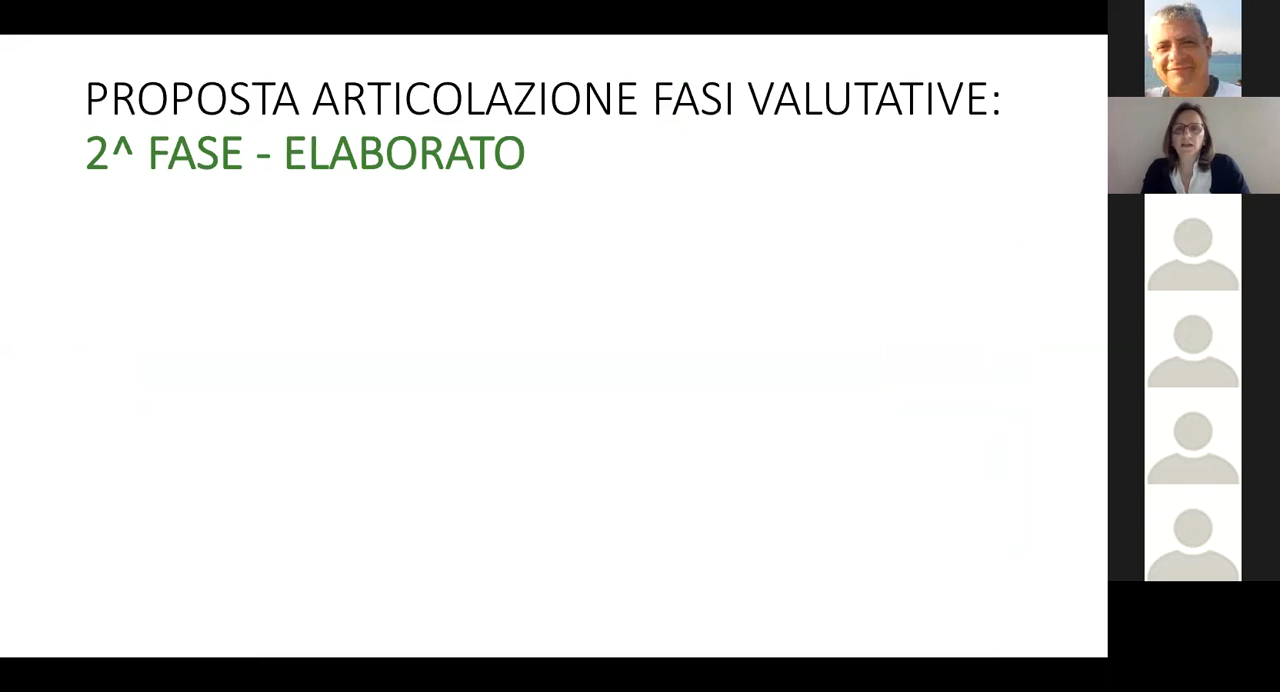 PROPOSTA ARTICOLAZIONE FASI VALUTATIVE:
2^ FASE - ELABORATO